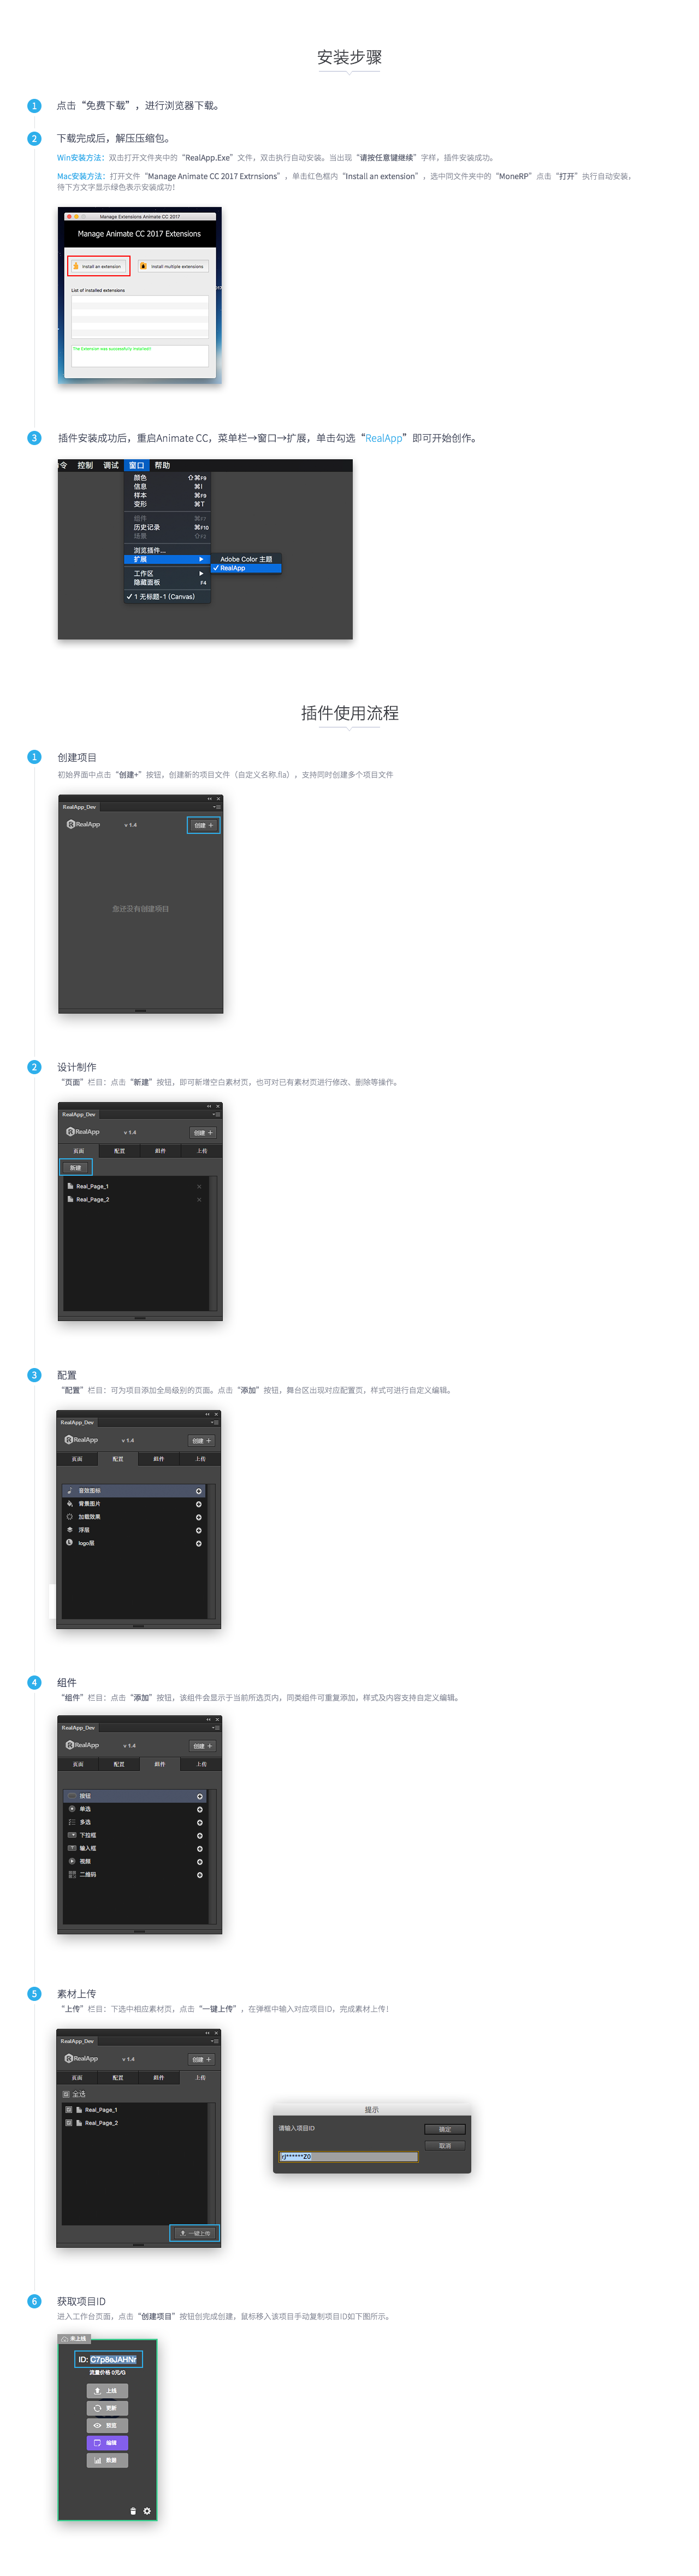 安装步骤
1 点击“免费下载”，进行浏览器下载。
2 下载完成后，解压压缩包。
Win安装方法：双击打开文件夹中的“RealApp.Exe”文件，双击执行自动安装。当出现“请按任意键继续”字样，插件安装成功。
Mac安装方法：打开文件“Manage Animate CC 2017 Extrnsions”，单击红色框内“Install an extension”，选中同文件夹中的“MoneRP”点击“打开”执行自动安装，
待下方文字显示绿色表示安装成功！
Manage Extensions Animate CC 2017
Manage Animate CC 2017 Extensions
Install an extension
Install multiple extensions
List of installed extensions
The Extension was successfully installed!
3 插件安装成功后，重启Animate CC，菜单栏→窗口→扩展，单击勾选“RealApp”即可开始创作。
令 控制 调试 窗口 帮助
颜色 ⇧⌘F9
信息 ⌘I
样本 ⌘F9
变形 ⌘T
组件 ⌘F7
历史记录 ⌘F10
场景 ⇧F2
浏览插件...
扩展 ▶
Adobe Color 主题
✓ RealApp
工作区 ▶
隐藏面板 F4
✓ 1 无标题-1 (Canvas)
插件使用流程
1 创建项目
初始界面中点击“创建+”按钮，创建新的项目文件（自定义名称.fla），支持同时创建多个项目文件
RealApp_Dev
RealApp v 1.4 创建 +
您还没有创建项目
2 设计制作
“页面”栏目：点击“新建”按钮，即可新增空白素材页，也可对已有素材页进行修改、删除等操作。
RealApp_Dev
RealApp v 1.4 创建 +
页面 配置 组件 上传
新建
Real_Page_1 ×
Real_Page_2 ×
3 配置
“配置”栏目：可为项目添加全局级别的页面。点击“添加”按钮，舞台区出现对应配置页，样式可进行自定义编辑。
RealApp_Dev
RealApp v 1.4 创建 +
页面 配置 组件 上传
音效图标
背景图片
加载效果
浮层
logo层
4 组件
“组件”栏目：点击“添加”按钮，该组件会显示于当前所选页内，同类组件可重复添加，样式及内容支持自定义编辑。
RealApp_Dev
RealApp v 1.4 创建 +
页面 配置 组件 上传
按钮
单选
多选
下拉框
输入框
视频
二维码
5 素材上传
“上传”栏目：下选中相应素材页，点击“一键上传”，在弹框中输入对应项目ID，完成素材上传！
RealApp_Dev
RealApp v 1.4 创建 +
页面 配置 组件 上传
全选
Real_Page_1
Real_Page_2
一键上传
提示
请输入项目ID
确定
取消
rj******Z0
6 获取项目ID
进入工作台页面，点击“创建项目”按钮创完成创建，鼠标移入该项目手动复制项目ID如下图所示。
未上线
ID: C7p8eJAHNr
流量价格 0元/G
上线
更新
预览
编辑
数据